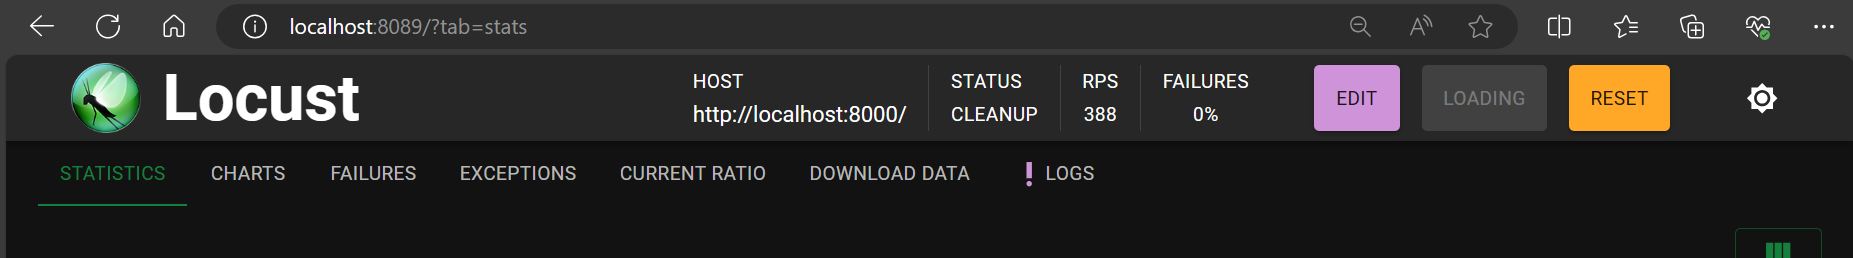 localhost:8089/?tab=stats
Locust
HOST
http://localhost:8000/
STATUS
CLEANUP
RPS
388
FAILURES
0%
EDIT
LOADING
RESET
STATISTICS CHARTS FAILURES EXCEPTIONS CURRENT RATIO DOWNLOAD DATA ! LOGS